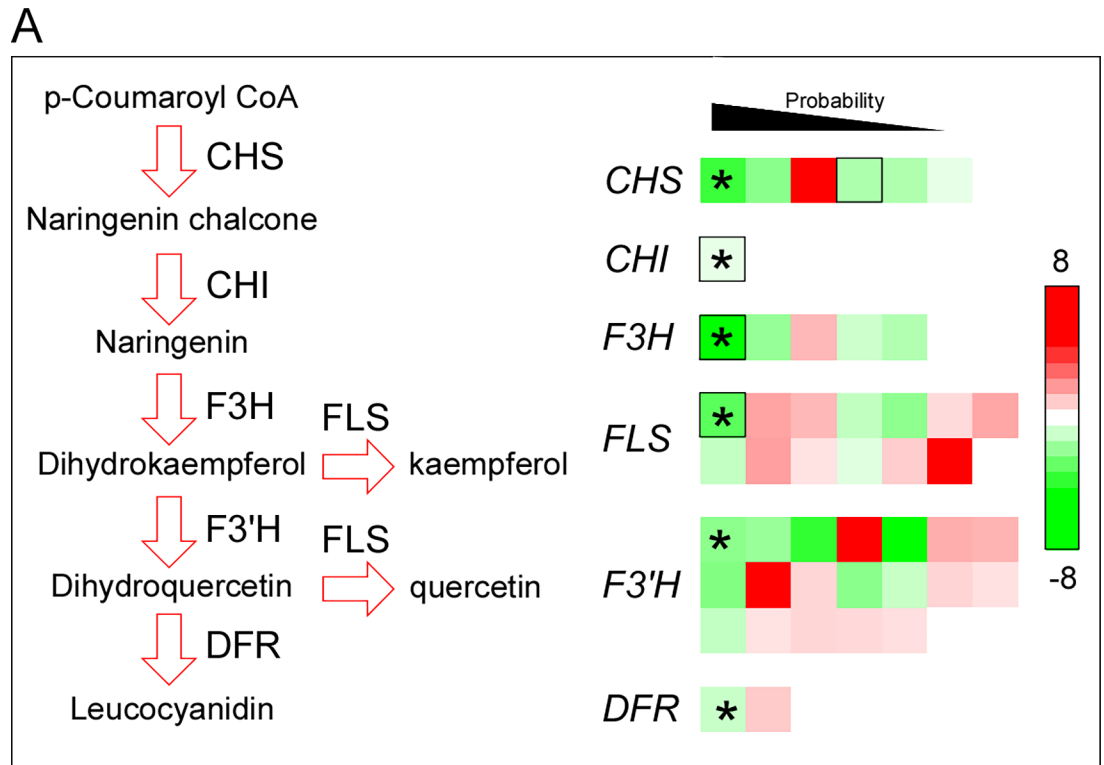 A
p-Coumaroyl CoA
CHS
Naringenin chalcone
CHI
Naringenin
F3H
FLS
Dihydrokaempferol
kaempferol
F3'H
FLS
Dihydroquercetin
quercetin
DFR
Leucocyanidin
Probability
CHS
*
CHI
*
F3H
*
FLS
*
F3'H
*
DFR
*
8
-8